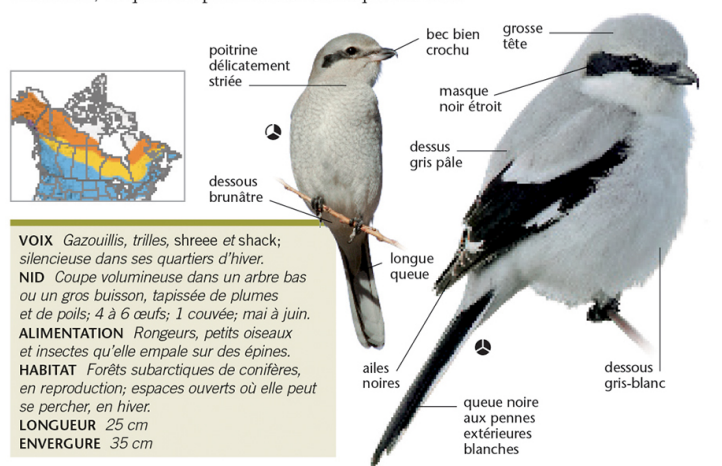 poitrine
délicatement
striée
bec bien
crochu
grosse
tête
masque
noir étroit
dessus
gris pâle
dessous
brunâtre
longue
queue
ailes
noires
queue noire
aux pennes
extérieures
blanches
dessous
gris-blanc
VOIX Gazouillis, trilles, shreee et shack;
silencieuse dans ses quartiers d'hiver.
NID Coupe volumineuse dans un arbre bas
ou un gros buisson, tapissée de plumes
et de poils; 4 à 6 œufs; 1 couvée; mai à juin.
ALIMENTATION Rongeurs, petits oiseaux
et insectes qu'elle empale sur des épines.
HABITAT Forêts subarctiques de conifères,
en reproduction; espaces ouverts où elle peut
se percher, en hiver.
LONGUEUR 25 cm
ENVERGURE 35 cm